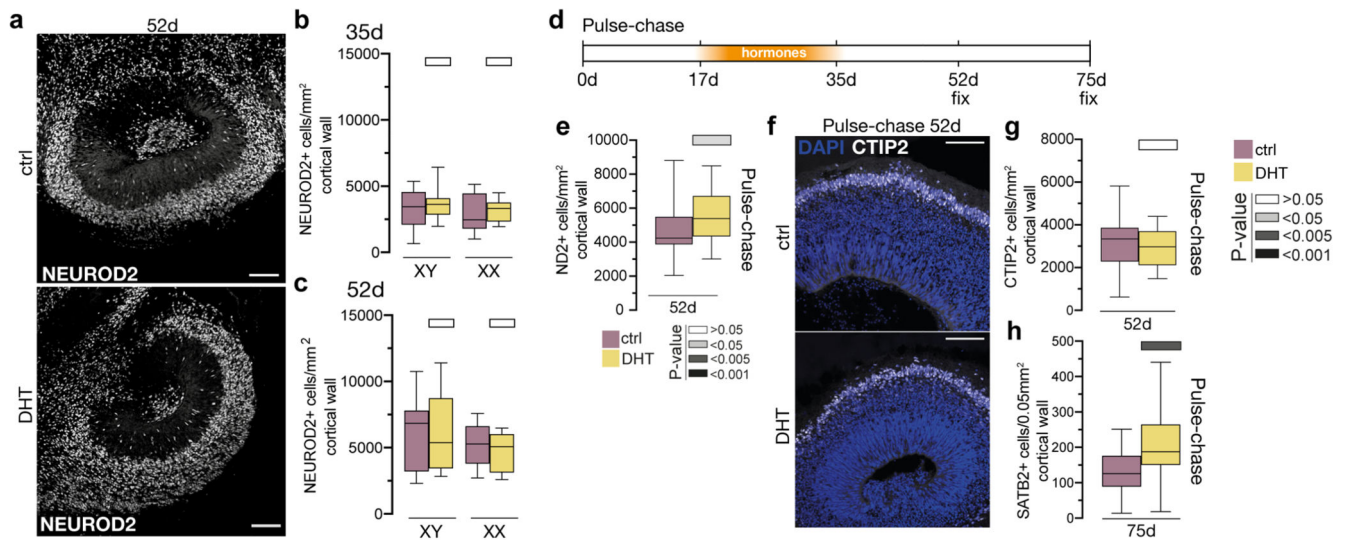 a
52d
ctrl
NEUROD2
DHT
NEUROD2
b
35d
NEUROD2+ cells/mm²
cortical wall
15000
10000
5000
0
XY
XX
c
52d
NEUROD2+ cells/mm²
cortical wall
15000
10000
5000
0
XY
XX
d
Pulse-chase
hormones
0d
17d
35d
52d
fix
75d
fix
e
ND2+ cells/mm²
cortical wall
10000
8000
6000
4000
2000
0
52d
Pulse-chase
ctrl
DHT
P-value
>0.05
<0.05
<0.005
<0.001
f
Pulse-chase 52d
DAPI CTIP2
ctrl
DHT
g
CTIP2+ cells/mm²
cortical wall
8000
6000
4000
2000
0
52d
Pulse-chase
ctrl
DHT
P-value
>0.05
<0.05
<0.005
<0.001
h
SATB2+ cells/0.05mm²
cortical wall
500
400
300
200
100
0
75d
Pulse-chase